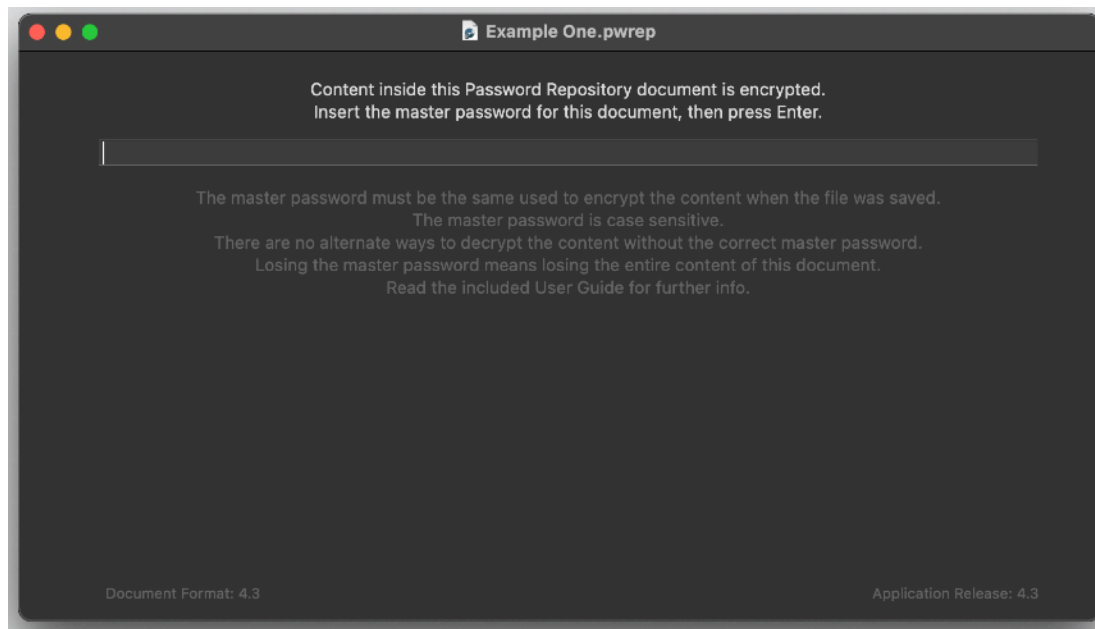 Example One.pwrep
Content inside this Password Repository document is encrypted.
Insert the master password for this document, then press Enter.
The master password must be the same used to encrypt the content when the file was saved.
The master password is case sensitive.
There are no alternate ways to decrypt the content without the correct master password.
Losing the master password means losing the entire content of this document.
Read the included User Guide for further info.
Document Format: 4.3
Application Release: 4.3